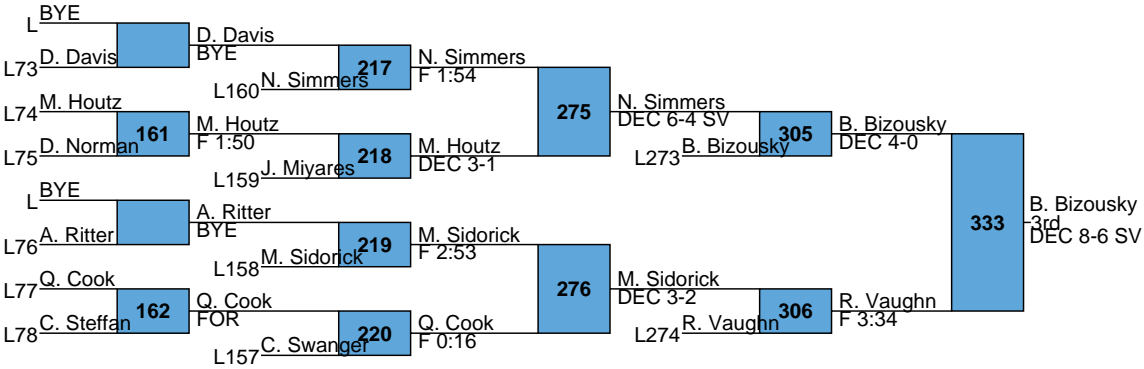 L BYE
L73 D. Davis
D. Davis
BYE
217
L160 N. Simmers
N. Simmers
F 1:54
L74 M. Houtz
161
L75 D. Norman
M. Houtz
F 1:50
218
L159 J. Miyares
M. Houtz
DEC 3-1
275
N. Simmers
DEC 6-4 SV
305
L273 B. Bizousky
B. Bizousky
DEC 4-0
L BYE
L76 A. Ritter
A. Ritter
BYE
219
L158 M. Sidorick
M. Sidorick
F 2:53
L77 Q. Cook
162
L78 C. Steffan
Q. Cook
FOR
220
L157 C. Swanger
Q. Cook
F 0:16
276
M. Sidorick
DEC 3-2
306
L274 R. Vaughn
R. Vaughn
F 3:34
333
B. Bizousky
3rd
DEC 8-6 SV